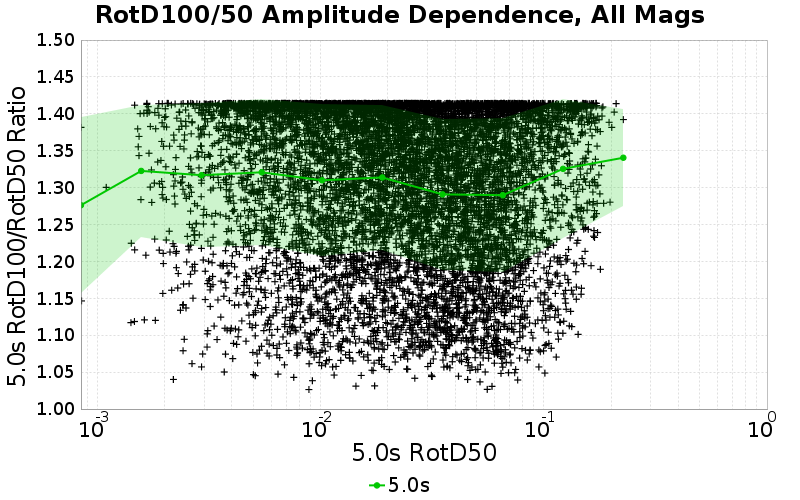 RotD100/50 Amplitude Dependence, All Mags
5.0s RotD100/RotD50 Ratio
1.50
1.45
1.40
1.35
1.30
1.25
1.20
1.15
1.10
1.05
1.00
10-3 10-2 10-1 100
5.0s RotD50
5.0s